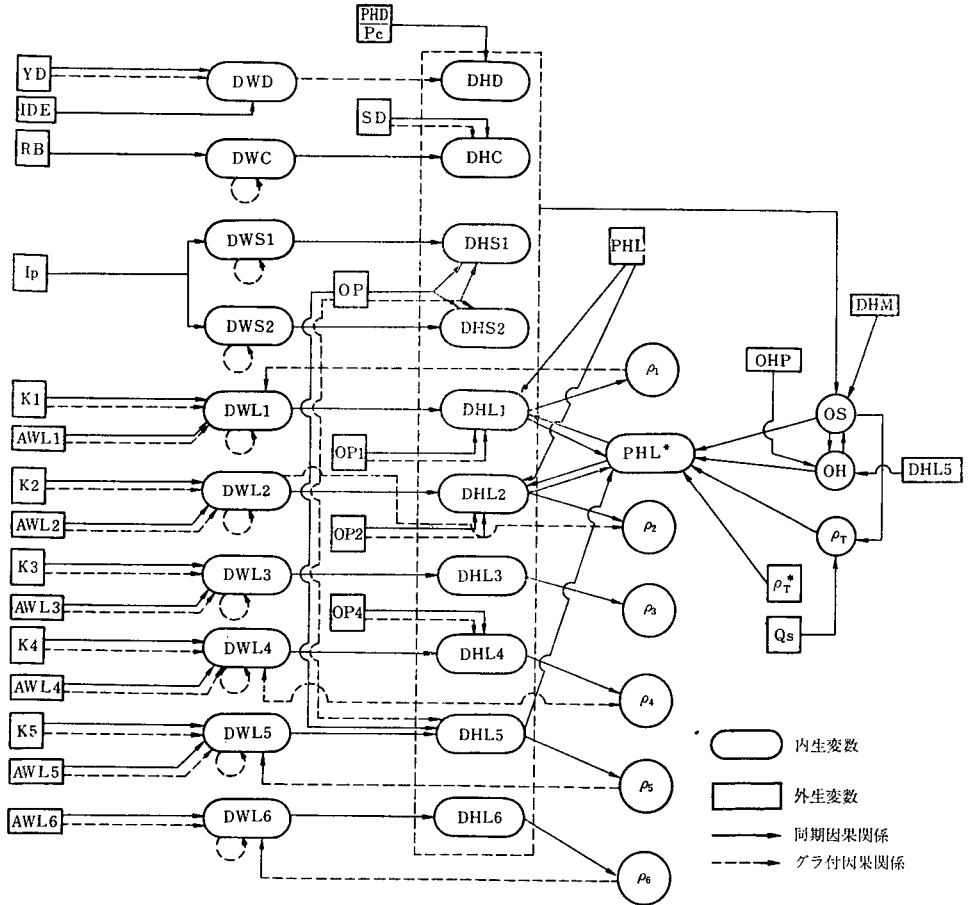 PHD
Pc
YD
DWD
DHD
IDE
SD
RB
DWC
DHC
DWS1
DHS1
PHL
Ip
OP
DHM
DWS2
DHS2
OHP
ρ1
K1
DWL1
DHL1
OS
AWL1
PHL*
OP1
OH
DHL5
K2
DWL2
DHL2
AWL2
OP2
ρ2
ρT
K3
DWL3
DHL3
ρT*
AWL3
ρ3
OP4
Qs
K4
DWL4
DHL4
AWL4
ρ4
K5
DWL5
DHL5
内生変数
AWL5
ρ5
外生変数
AWL6
DWL6
DHL6
同期因果関係
グラ付因果関係
ρ6